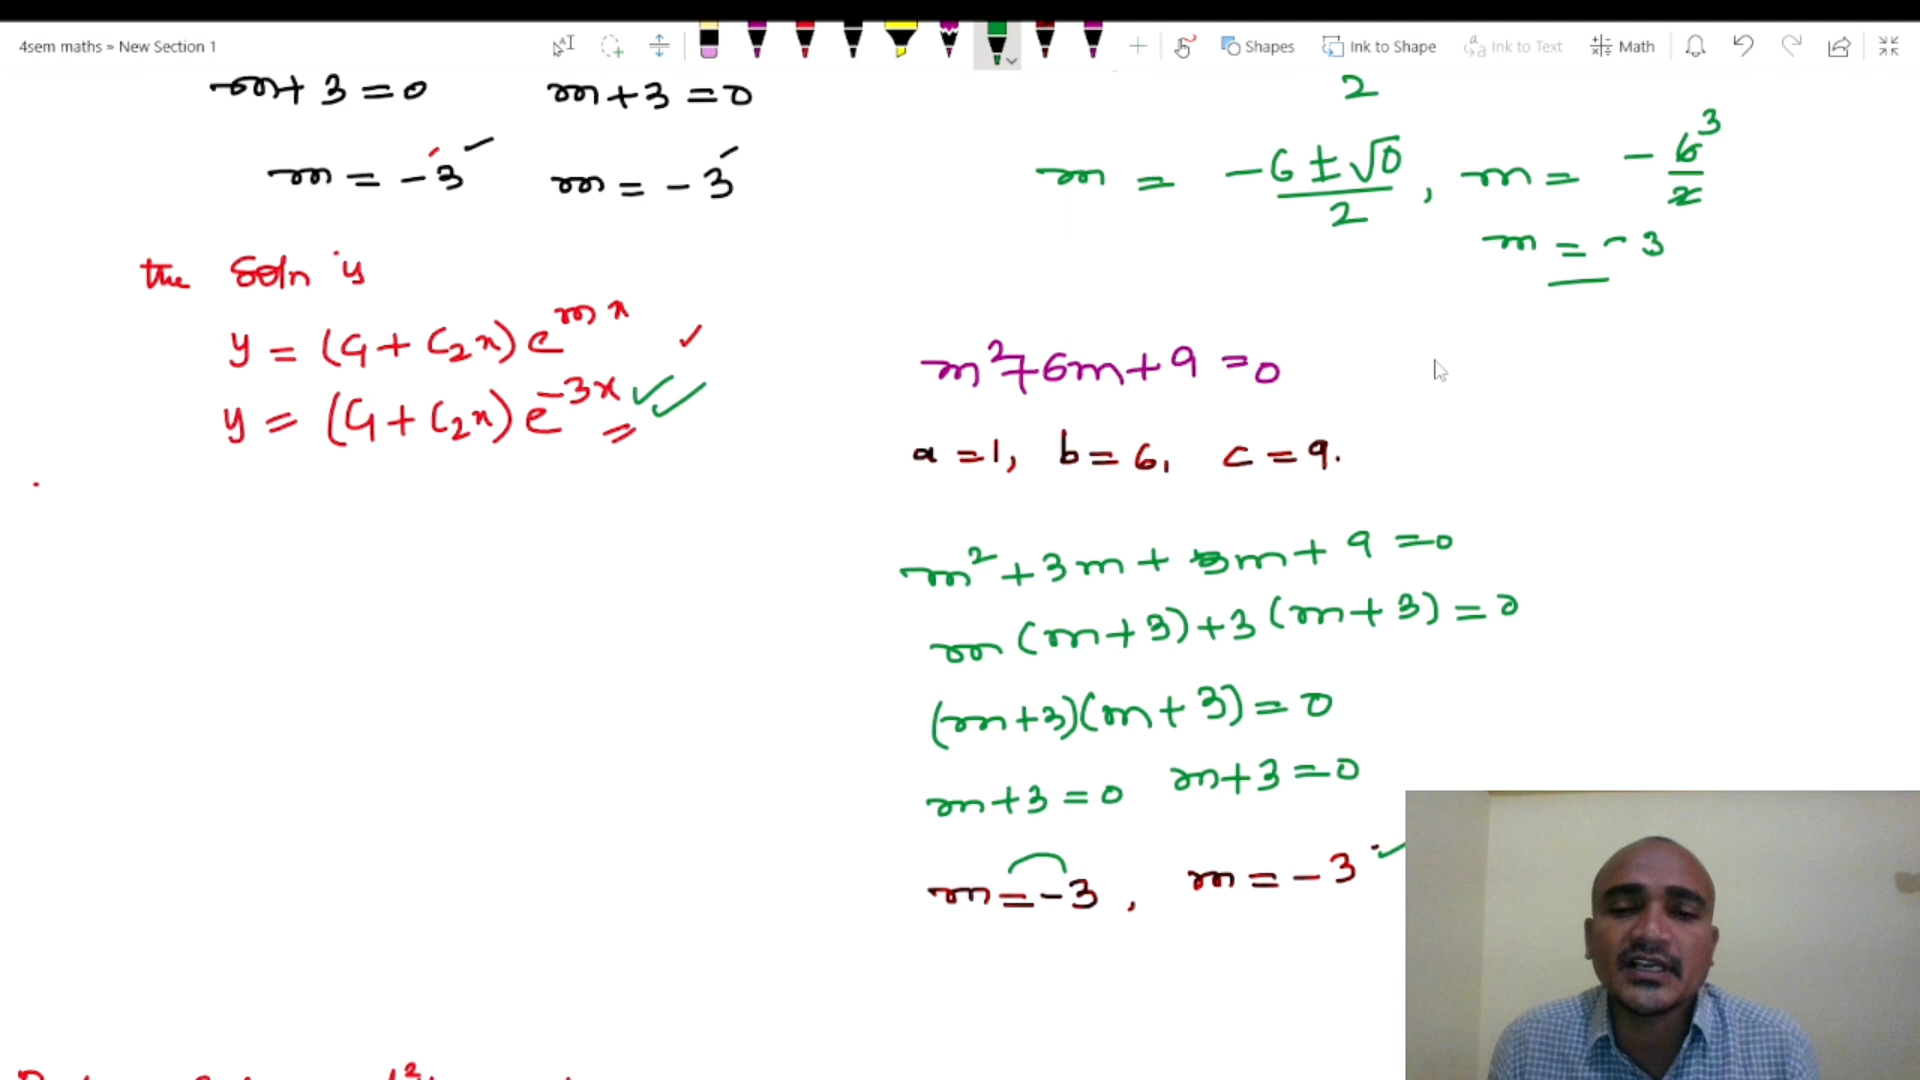 4sem maths » New Section 1
Shapes
Ink to Shape
Ink to Text
Math
m+3=0 m+3=0
m = -3 m = -3
the Soln is
y = (C1+C2x)e^mx
y = (C1+C2x)e^-3x
2
m = -6±√0/2, m = -6/2 3
m = -3
m²+6m+9=0
a=1, b=6, c=9.
m²+3m+3m+9=0
m(m+3)+3(m+3)=0
(m+3)(m+3)=0
m+3=0 m+3=0
m=-3, m=-3